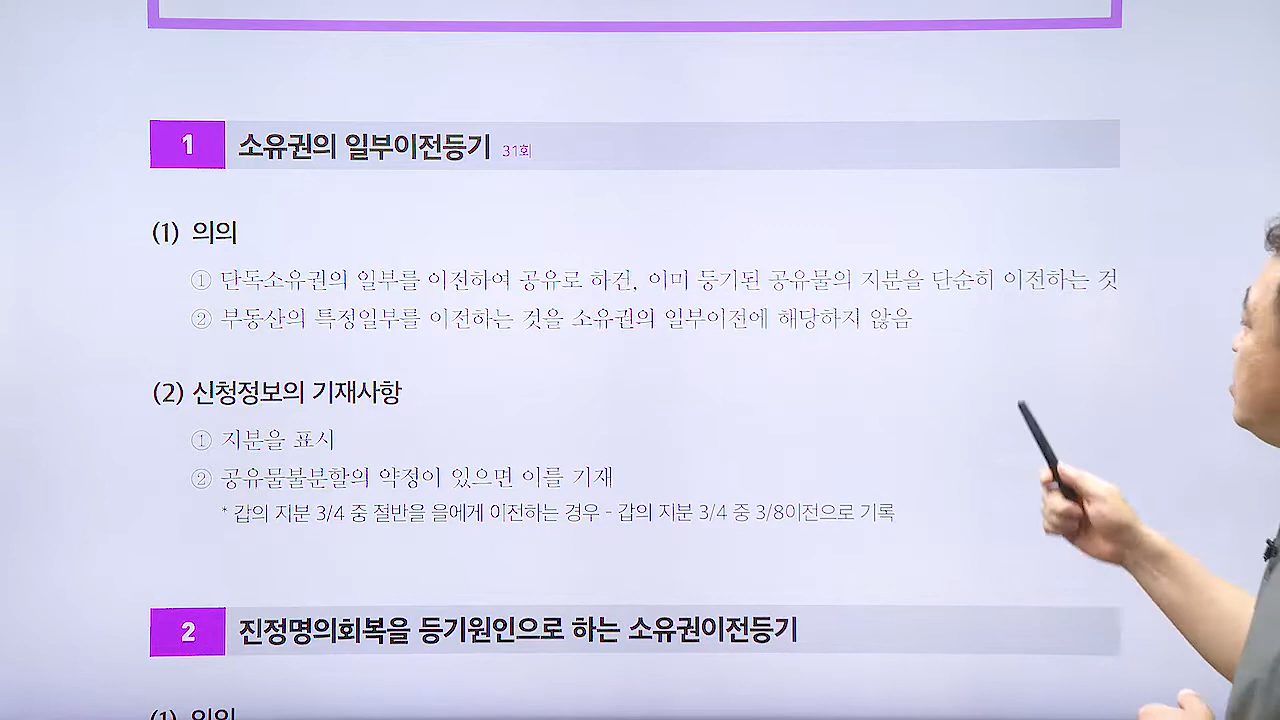 1 소유권의 일부이전등기 31회
(1) 의의
① 단독소유권의 일부를 이전하여 공유로 하건, 이미 등기된 공유물의 지분을 단순히 이전하는 것
② 부동산의 특정일부를 이전하는 것을 소유권의 일부이전에 해당하지 않음
(2) 신청정보의 기재사항
① 지분을 표시
② 공유물불분할의 약정이 있으면 이를 기재
* 갑의 지분 3/4 중 절반을 을에게 이전하는 경우 - 갑의 지분 3/4 중 3/8이전으로 기록
2 진정명의회복을 등기원인으로 하는 소유권이전등기
(1) 의의